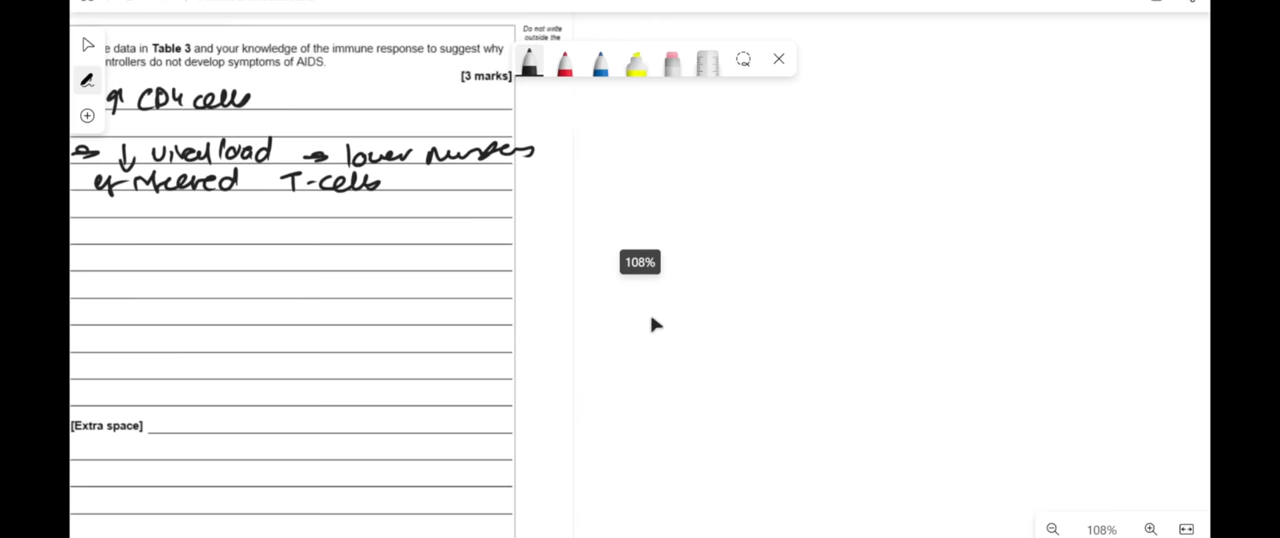 Do not write
outside the
e data in Table 3 and your knowledge of the immune response to suggest why
ntrollers do not develop symptoms of AIDS.
[3 marks]
↑ CD4 cells
⇒ ↓ viral load → lower numbers
of infected T-cells
108%
[Extra space]
108%